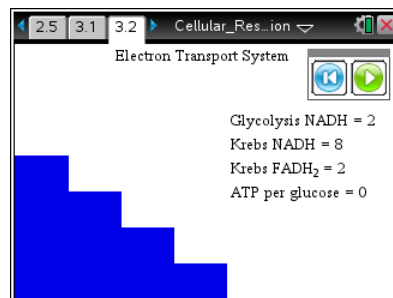 2.5 3.1 3.2 Cellular_Res...ion
Electron Transport System
Glycolysis NADH = 2
Krebs NADH = 8
Krebs FADH₂ = 2
ATP per glucose = 0